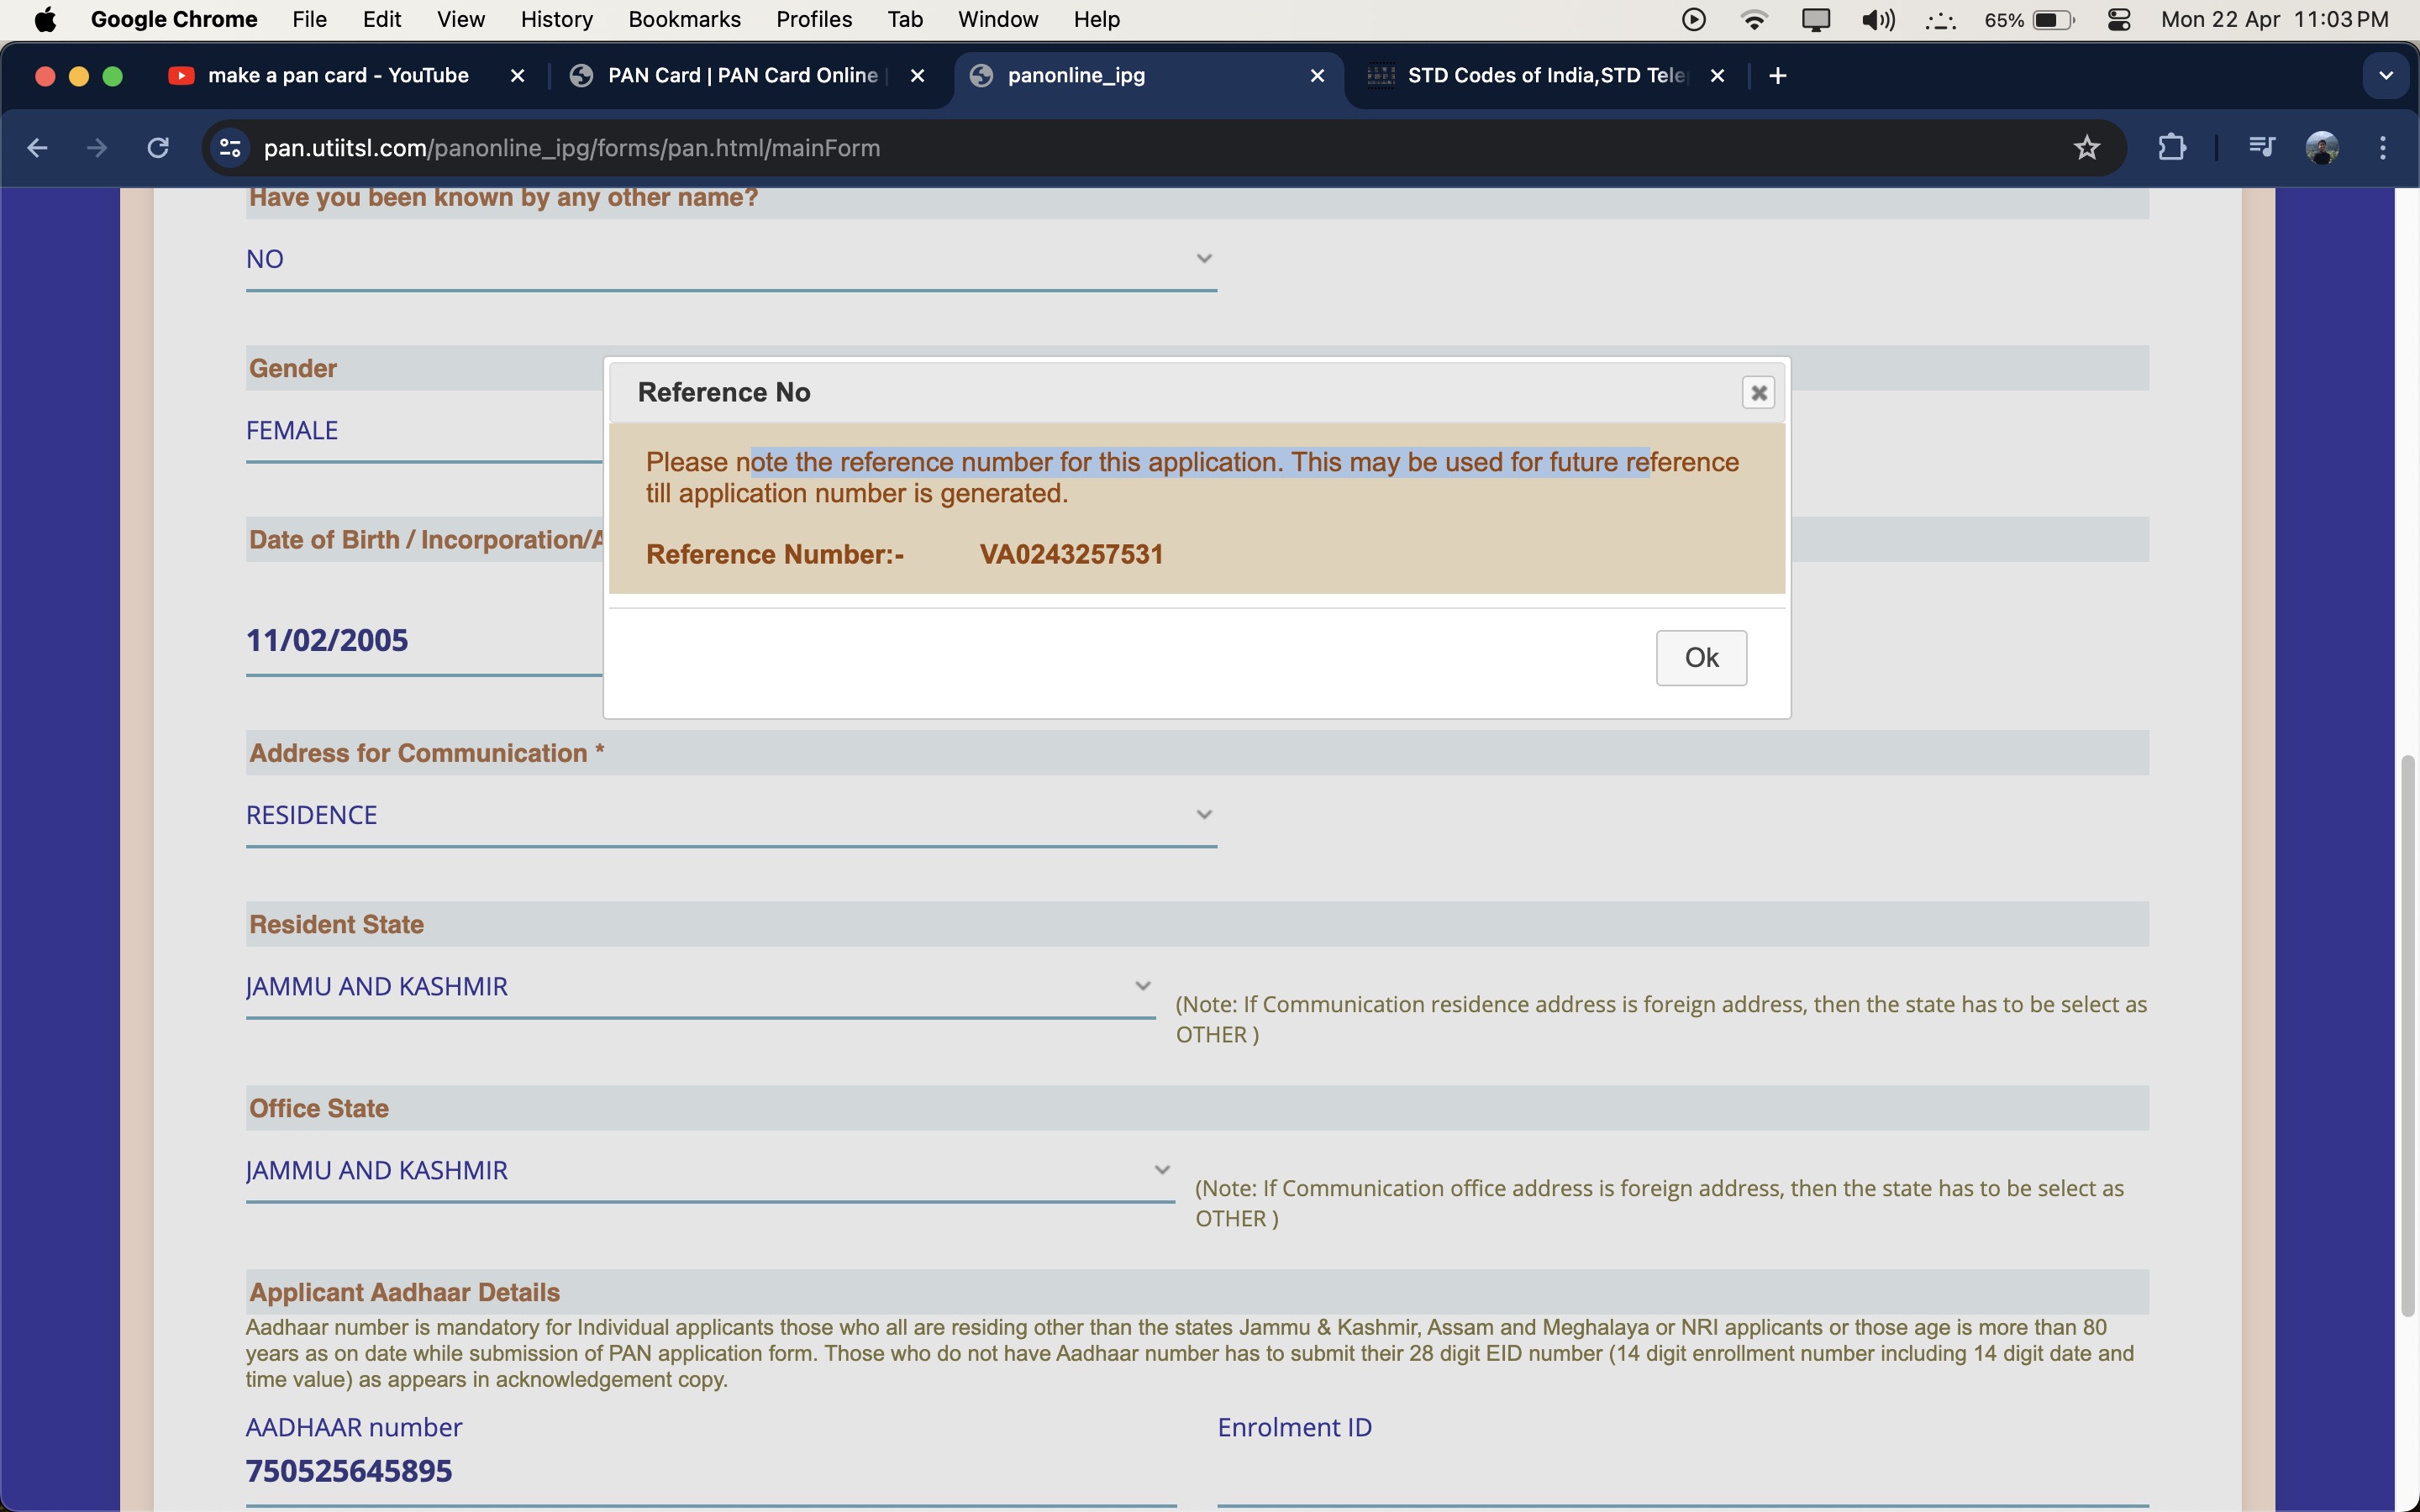 Google Chrome File Edit View History Bookmarks Profiles Tab Window Help 65% Mon 22 Apr 11:03 PM
make a pan card - YouTube PAN Card | PAN Card Online panonline_ipg STD Codes of India,STD Tele
pan.utiitsl.com/panonline_ipg/forms/pan.html/mainForm
Have you been known by any other name?
NO
Gender
FEMALE
Reference No
Please note the reference number for this application. This may be used for future reference
till application number is generated.
Reference Number:- VA0243257531
Ok
Date of Birth / Incorporation/A
11/02/2005
Address for Communication *
RESIDENCE
Resident State
JAMMU AND KASHMIR
(Note: If Communication residence address is foreign address, then the state has to be select as
OTHER )
Office State
JAMMU AND KASHMIR
(Note: If Communication office address is foreign address, then the state has to be select as
OTHER )
Applicant Aadhaar Details
Aadhaar number is mandatory for Individual applicants those who all are residing other than the states Jammu & Kashmir, Assam and Meghalaya or NRI applicants or those age is more than 80
years as on date while submission of PAN application form. Those who do not have Aadhaar number has to submit their 28 digit EID number (14 digit enrollment number including 14 digit date and
time value) as appears in acknowledgement copy.
AADHAAR number Enrolment ID
750525645895